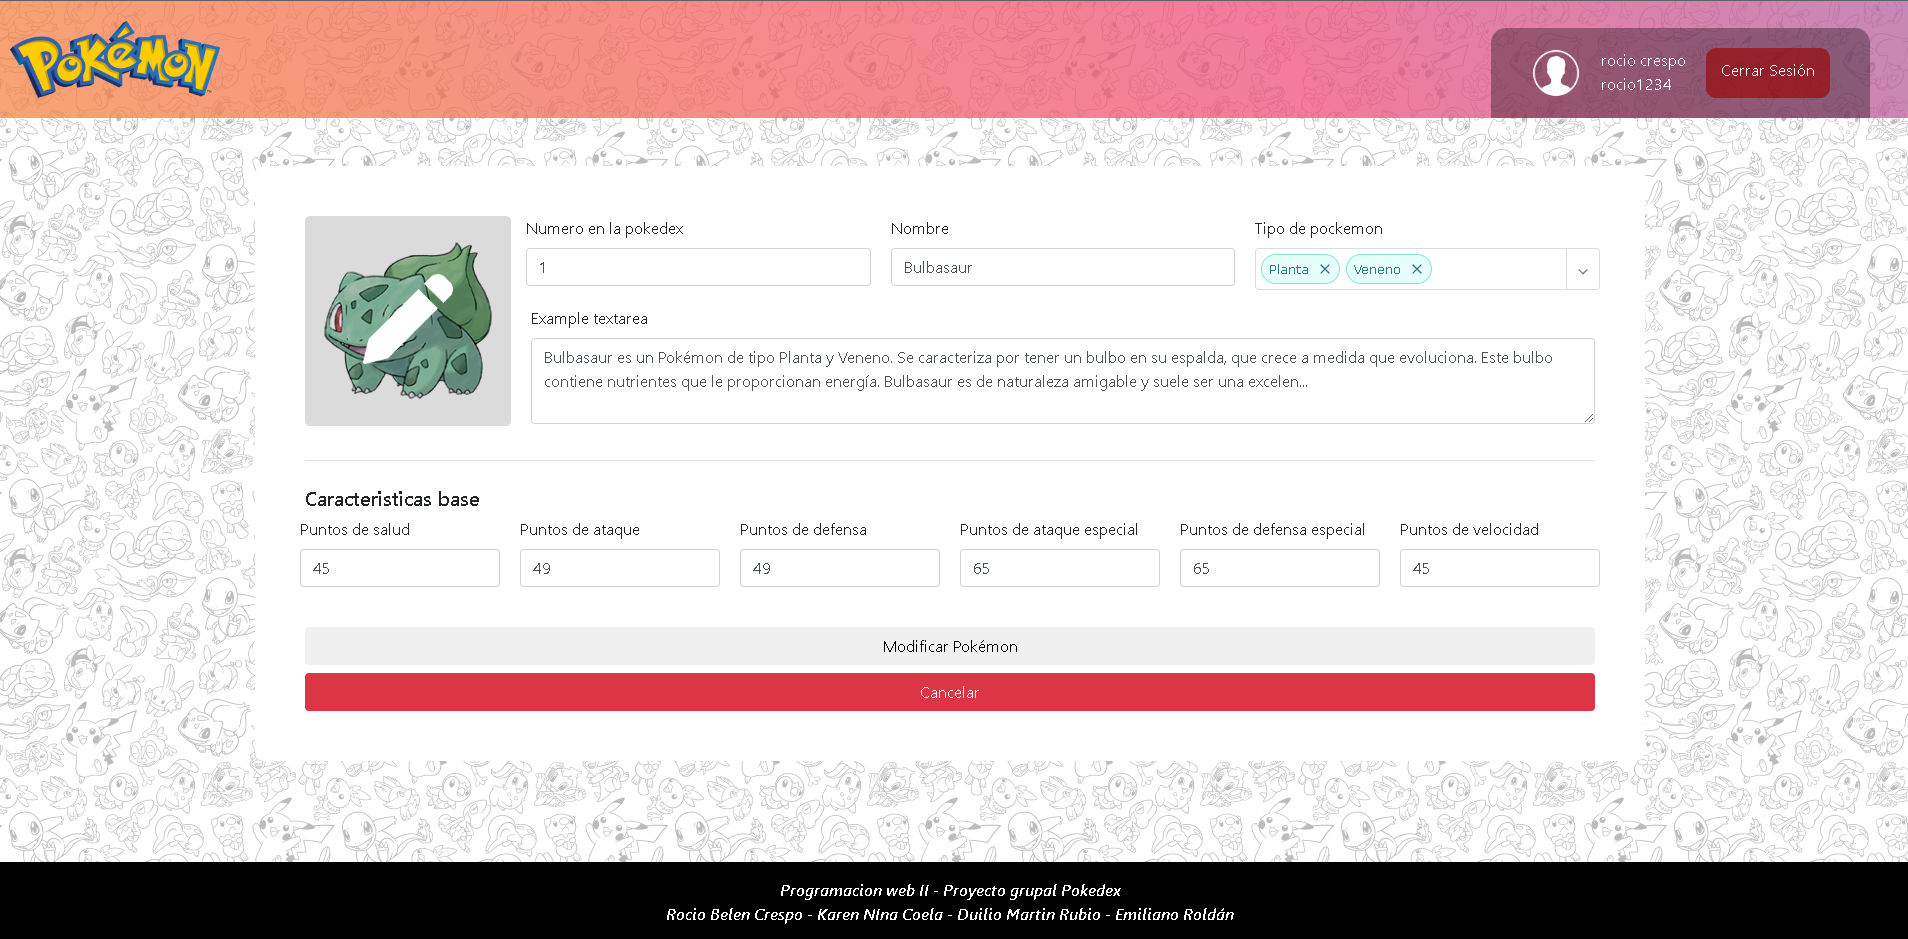 POKéMON
rocio crespo
rocio1234
Cerrar Sesión
Numero en la pokedex
Nombre
Tipo de pockemon
1
Bulbasaur
Planta
Veneno
Example textarea
Bulbasaur es un Pokémon de tipo Planta y Veneno. Se caracteriza por tener un bulbo en su espalda, que crece a medida que evoluciona. Este bulbo
contiene nutrientes que le proporcionan energía. Bulbasaur es de naturaleza amigable y suele ser una excelen...
Caracteristicas base
Puntos de salud
Puntos de ataque
Puntos de defensa
Puntos de ataque especial
Puntos de defensa especial
Puntos de velocidad
45
49
49
65
65
45
Modificar Pokémon
Cancelar
Programacion web II - Proyecto grupal Pokedex
Rocio Belen Crespo - Karen NIna Coela - Duilio Martin Rubio - Emiliano Roldán